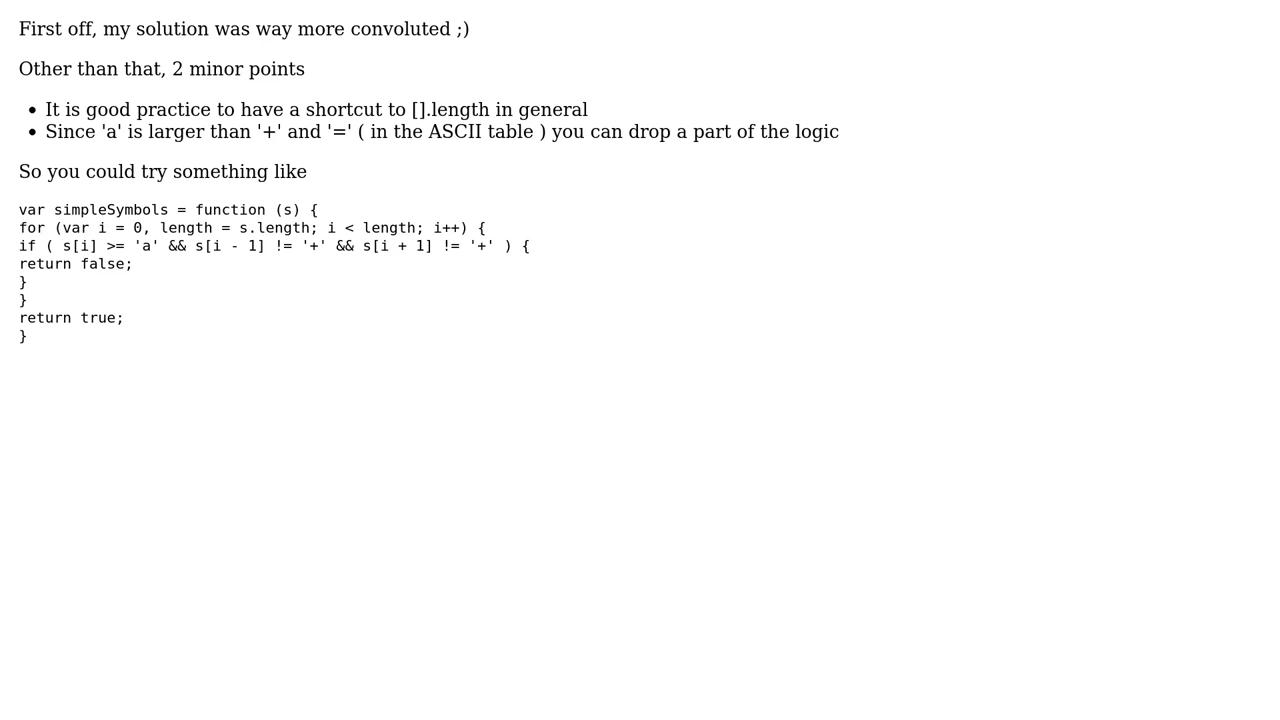 First off, my solution was way more convoluted ;)
Other than that, 2 minor points
• It is good practice to have a shortcut to [].length in general
• Since 'a' is larger than '+' and '=' ( in the ASCII table ) you can drop a part of the logic
So you could try something like
var simpleSymbols = function (s) {
for (var i = 0, length = s.length; i < length; i++) {
if ( s[i] >= 'a' && s[i - 1] != '+' && s[i + 1] != '+' ) {
return false;
}
}
return true;
}